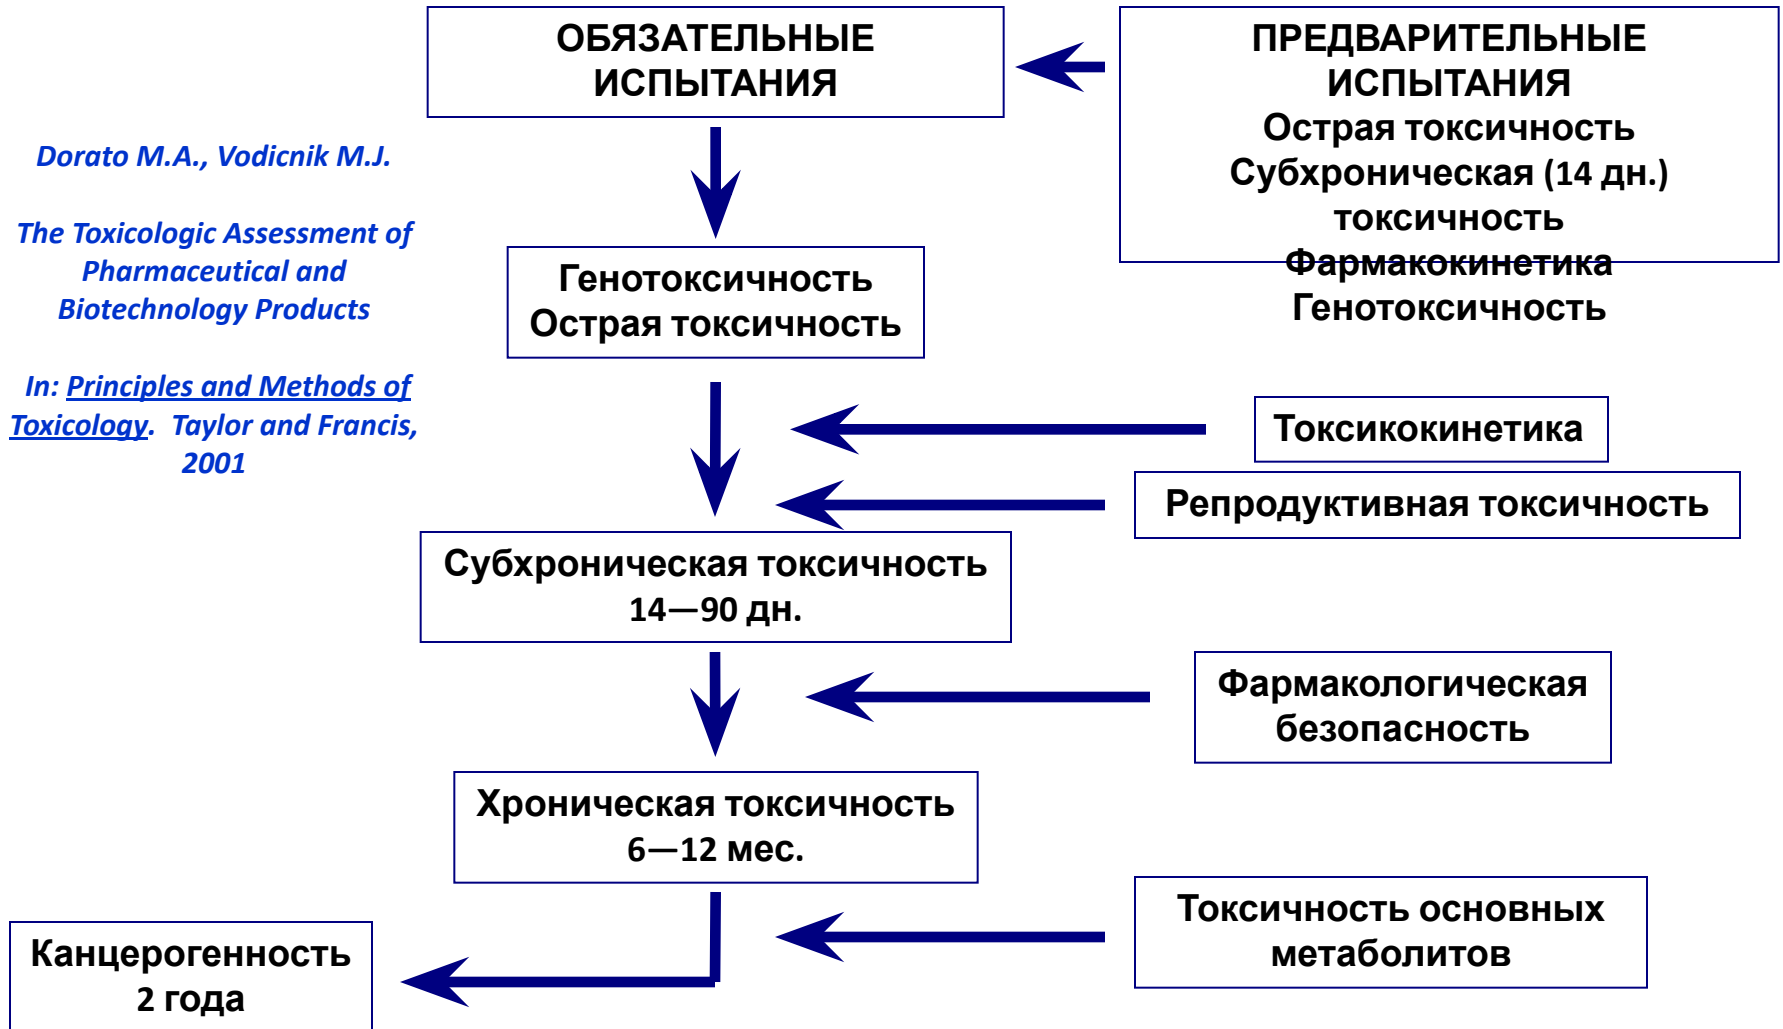 ОБЯЗАТЕЛЬНЫЕ
ИСПЫТАНИЯ
ПРЕДВАРИТЕЛЬНЫЕ
ИСПЫТАНИЯ
Острая токсичность
Субхроническая (14 дн.)
токсичность
Фармакокинетика
Генотоксичность
Dorato M.A., Vodicnik M.J.
The Toxicologic Assessment of
Pharmaceutical and
Biotechnology Products
In: Principles and Methods of
Toxicology. Taylor and Francis,
2001
Генотоксичность
Острая токсичность
Токсикокинетика
Репродуктивная токсичность
Субхроническая токсичность
14—90 дн.
Фармакологическая
безопасность
Хроническая токсичность
6—12 мес.
Токсичность основных
метаболитов
Канцерогенность
2 года